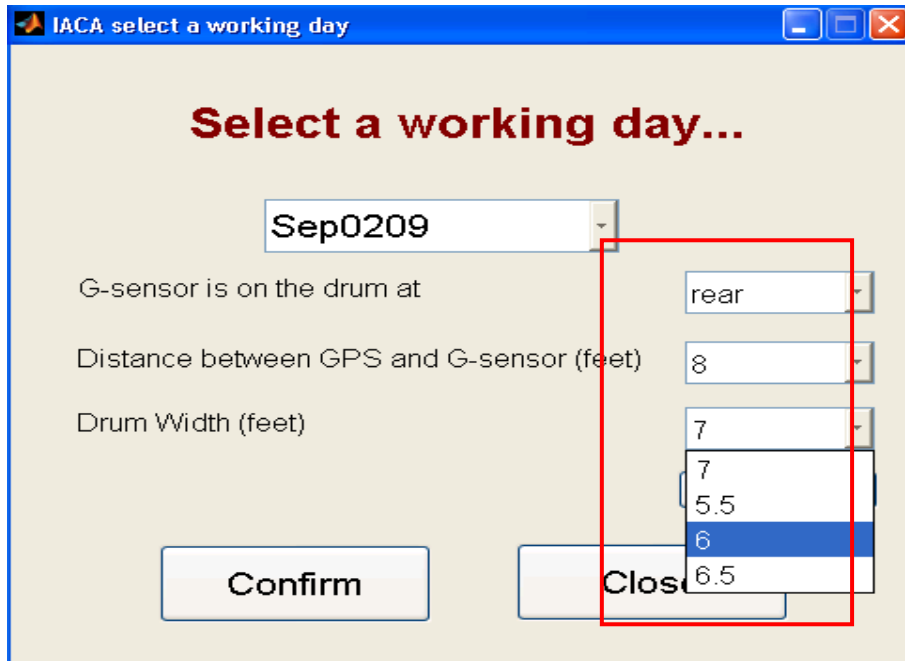 IACA select a working day
Select a working day...
Sep0209
G-sensor is on the drum at
rear
Distance between GPS and G-sensor (feet)
8
Drum Width (feet)
7
7
5.5
6
6.5
Confirm
Close